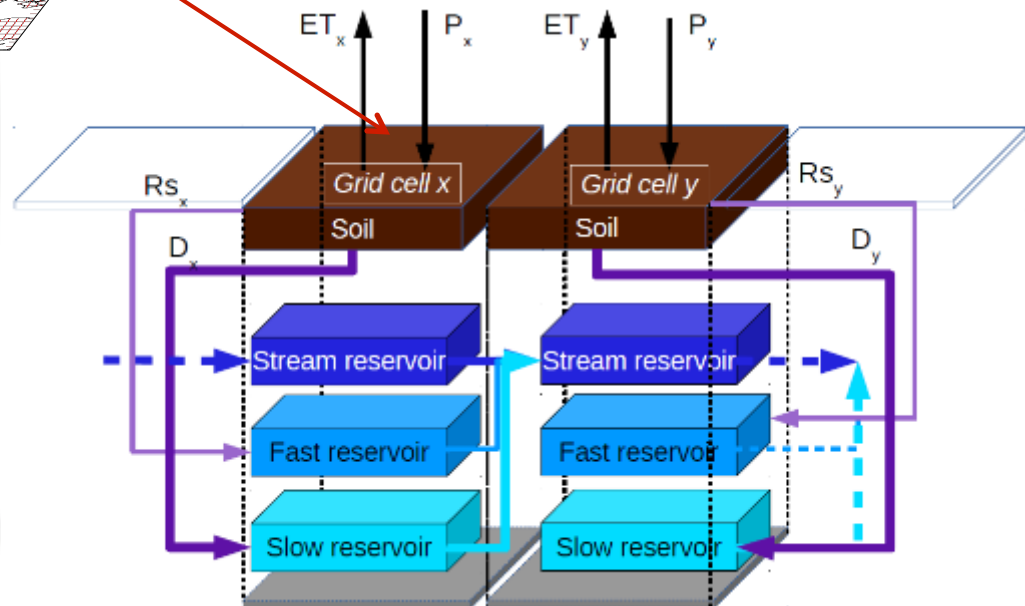 ETx Px ETy Py
Rsx Grid cell x Grid cell y Rsy
Soil Soil
Dx Dy
Stream reservoir Stream reservoir
Fast reservoir Fast reservoir
Slow reservoir Slow reservoir